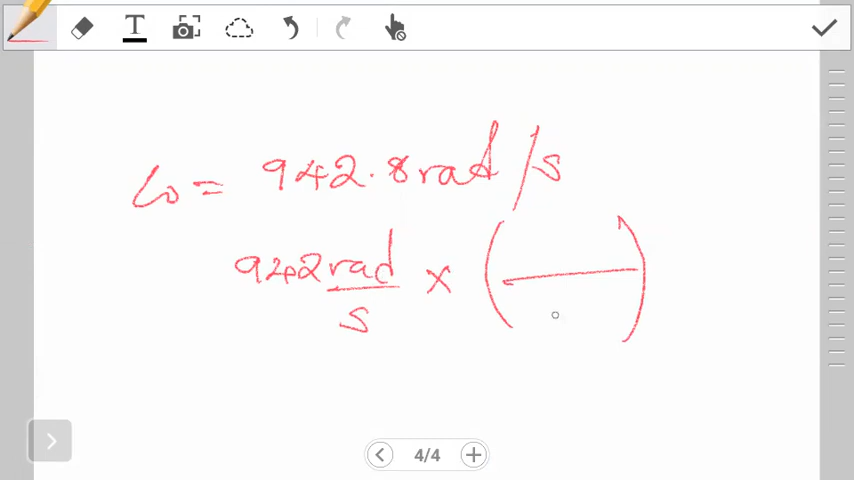 T
ω = 942.8 rad/s
942 rad/s × (—)
4/4